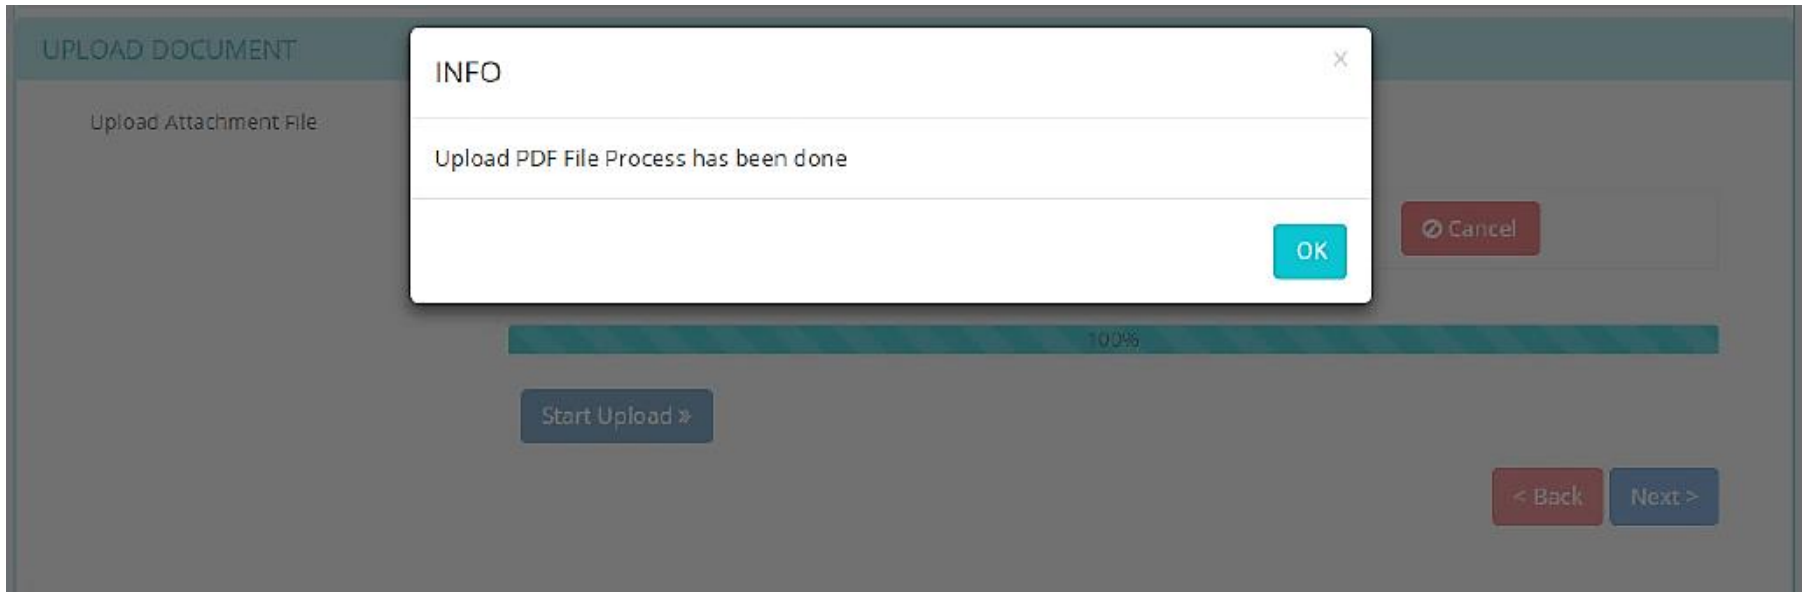 UPLOAD DOCUMENT
INFO
×
Upload Attachment File
Upload PDF File Process has been done
Cancel
OK
100%
Start Upload »
< Back
Next >